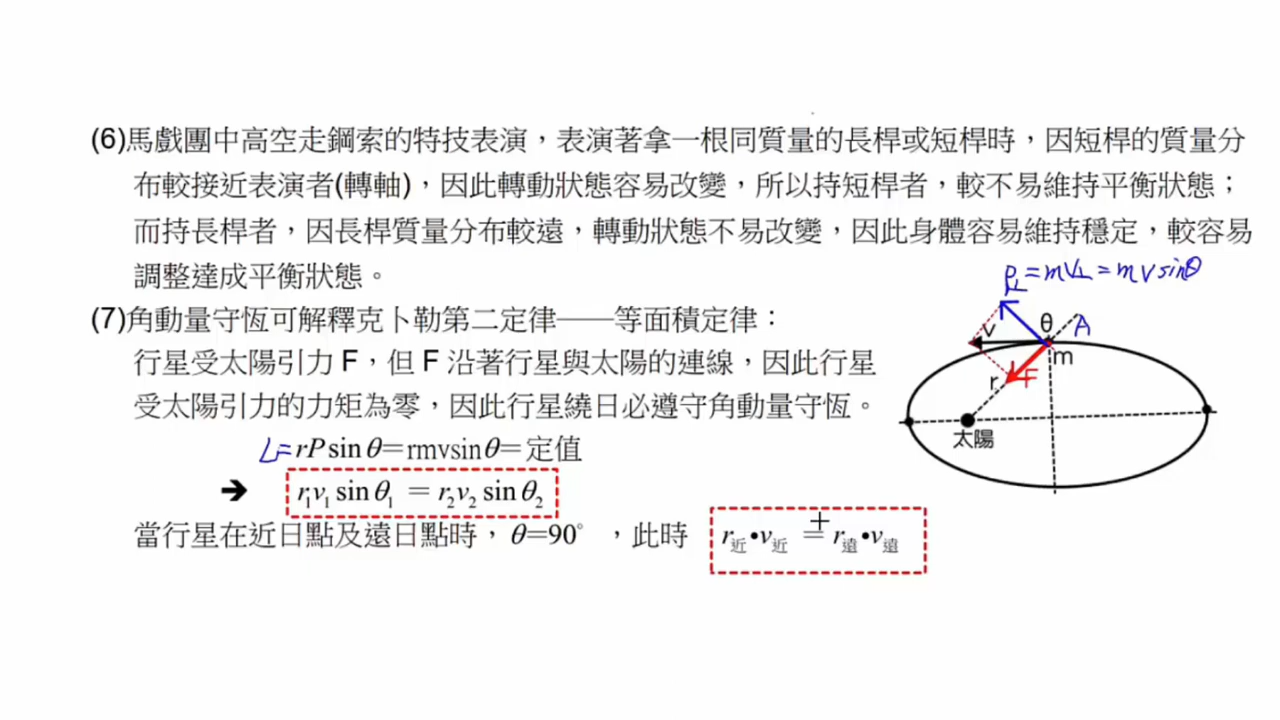 (6)馬戲團中高空走鋼索的特技表演，表演著拿一根同質量的長桿或短桿時，因短桿的質量分
布較接近表演者(轉軸)，因此轉動狀態容易改變，所以持短桿者，較不易維持平衡狀態；
而持長桿者，因長桿質量分布較遠，轉動狀態不易改變，因此身體容易維持穩定，較容易
調整達成平衡狀態。
P⊥=mV⊥=mvsinθ
(7)角動量守恆可解釋克卜勒第二定律──等面積定律：
行星受太陽引力 F，但 F 沿著行星與太陽的連線，因此行星
受太陽引力的力矩為零，因此行星繞日必遵守角動量守恆。
L=rPsinθ=rmvsinθ=定值
➔ r₁v₁sinθ₁ = r₂v₂sinθ₂
當行星在近日點及遠日點時，θ=90°，此時 r近•v近 = r遠•v遠
θ
A
v
m
F
r
太陽